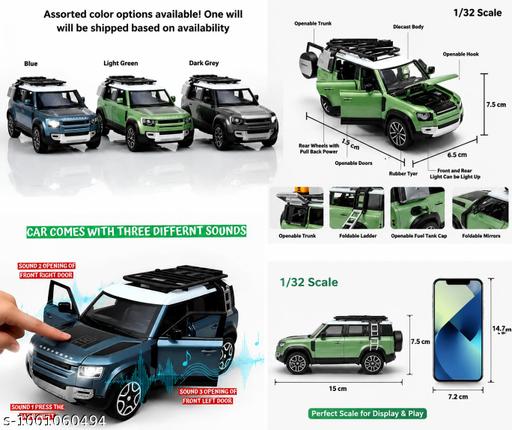 Assorted color options available! One will
will be shipped based on availability
Blue
Light Green
Dark Grey
1/32 Scale
Openable Trunk
Diecast Body
Openable Hook
7.5 cm
1.5 cm
6.5 cm
Rear Wheels with
Pull Back Power
Openable Doors
Rubber Tyer
Front and Rear
Light Can be Light Up
Openable Trunk
Foldable Ladder
Openable Fuel Tank Cap
Foldable Mirrors
CAR COMES WITH THREE DIFFERNT SOUNDS
SOUND 2 OPENING OF
FRONT RIGHT DOOR
SOUND 3 OPENING OF
FRONT LEFT DOOR
SOUND 1 PRESS THE
S-1001060494
1/32 Scale
7.5 cm
15 cm
14.7
7.2 cm
Perfect Scale for Display & Play